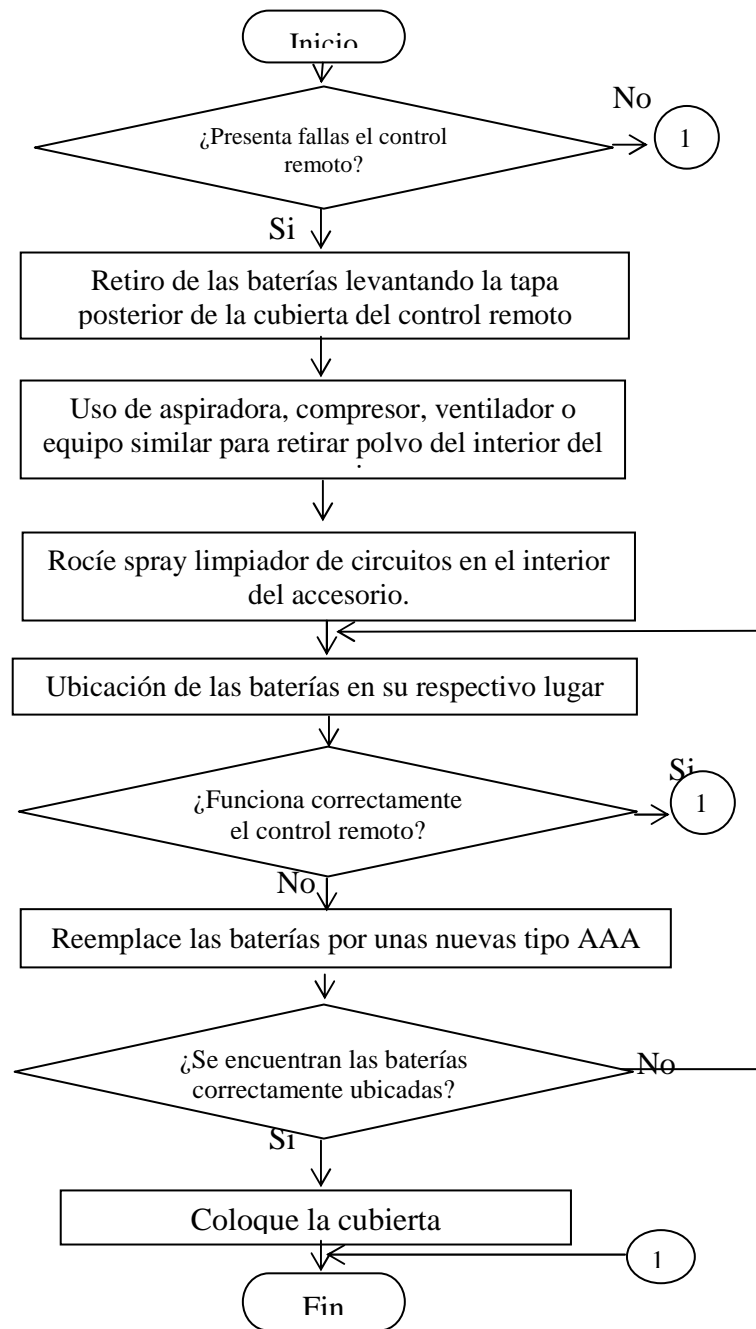 Inicio
No
¿Presenta fallas el control
1
remoto?
Si
Retiro de las baterías levantando la tapa
posterior de la cubierta del control remoto
Uso de aspiradora, compresor, ventilador o
equipo similar para retirar polvo del interior del
Rocíe spray limpiador de circuitos en el interior
del accesorio.
Ubicación de las baterías en su respectivo lugar
Si
¿Funciona correctamente
1
el control remoto?
No
Reemplace las baterías por unas nuevas tipo AAA
¿Se encuentran las baterías
No
correctamente ubicadas?
Si
Coloque la cubierta
1
Fin